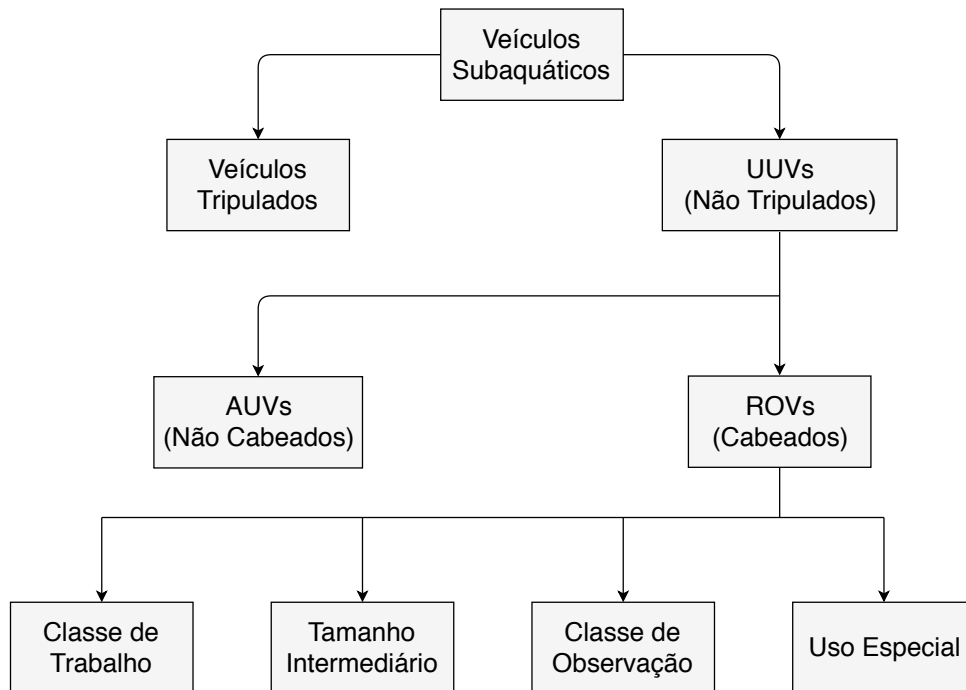 Veículos
Subaquáticos
Veículos
Tripulados
UUVs
(Não Tripulados)
AUVs
(Não Cabeados)
ROVs
(Cabeados)
Classe de
Trabalho
Tamanho
Intermediário
Classe de
Observação
Uso Especial